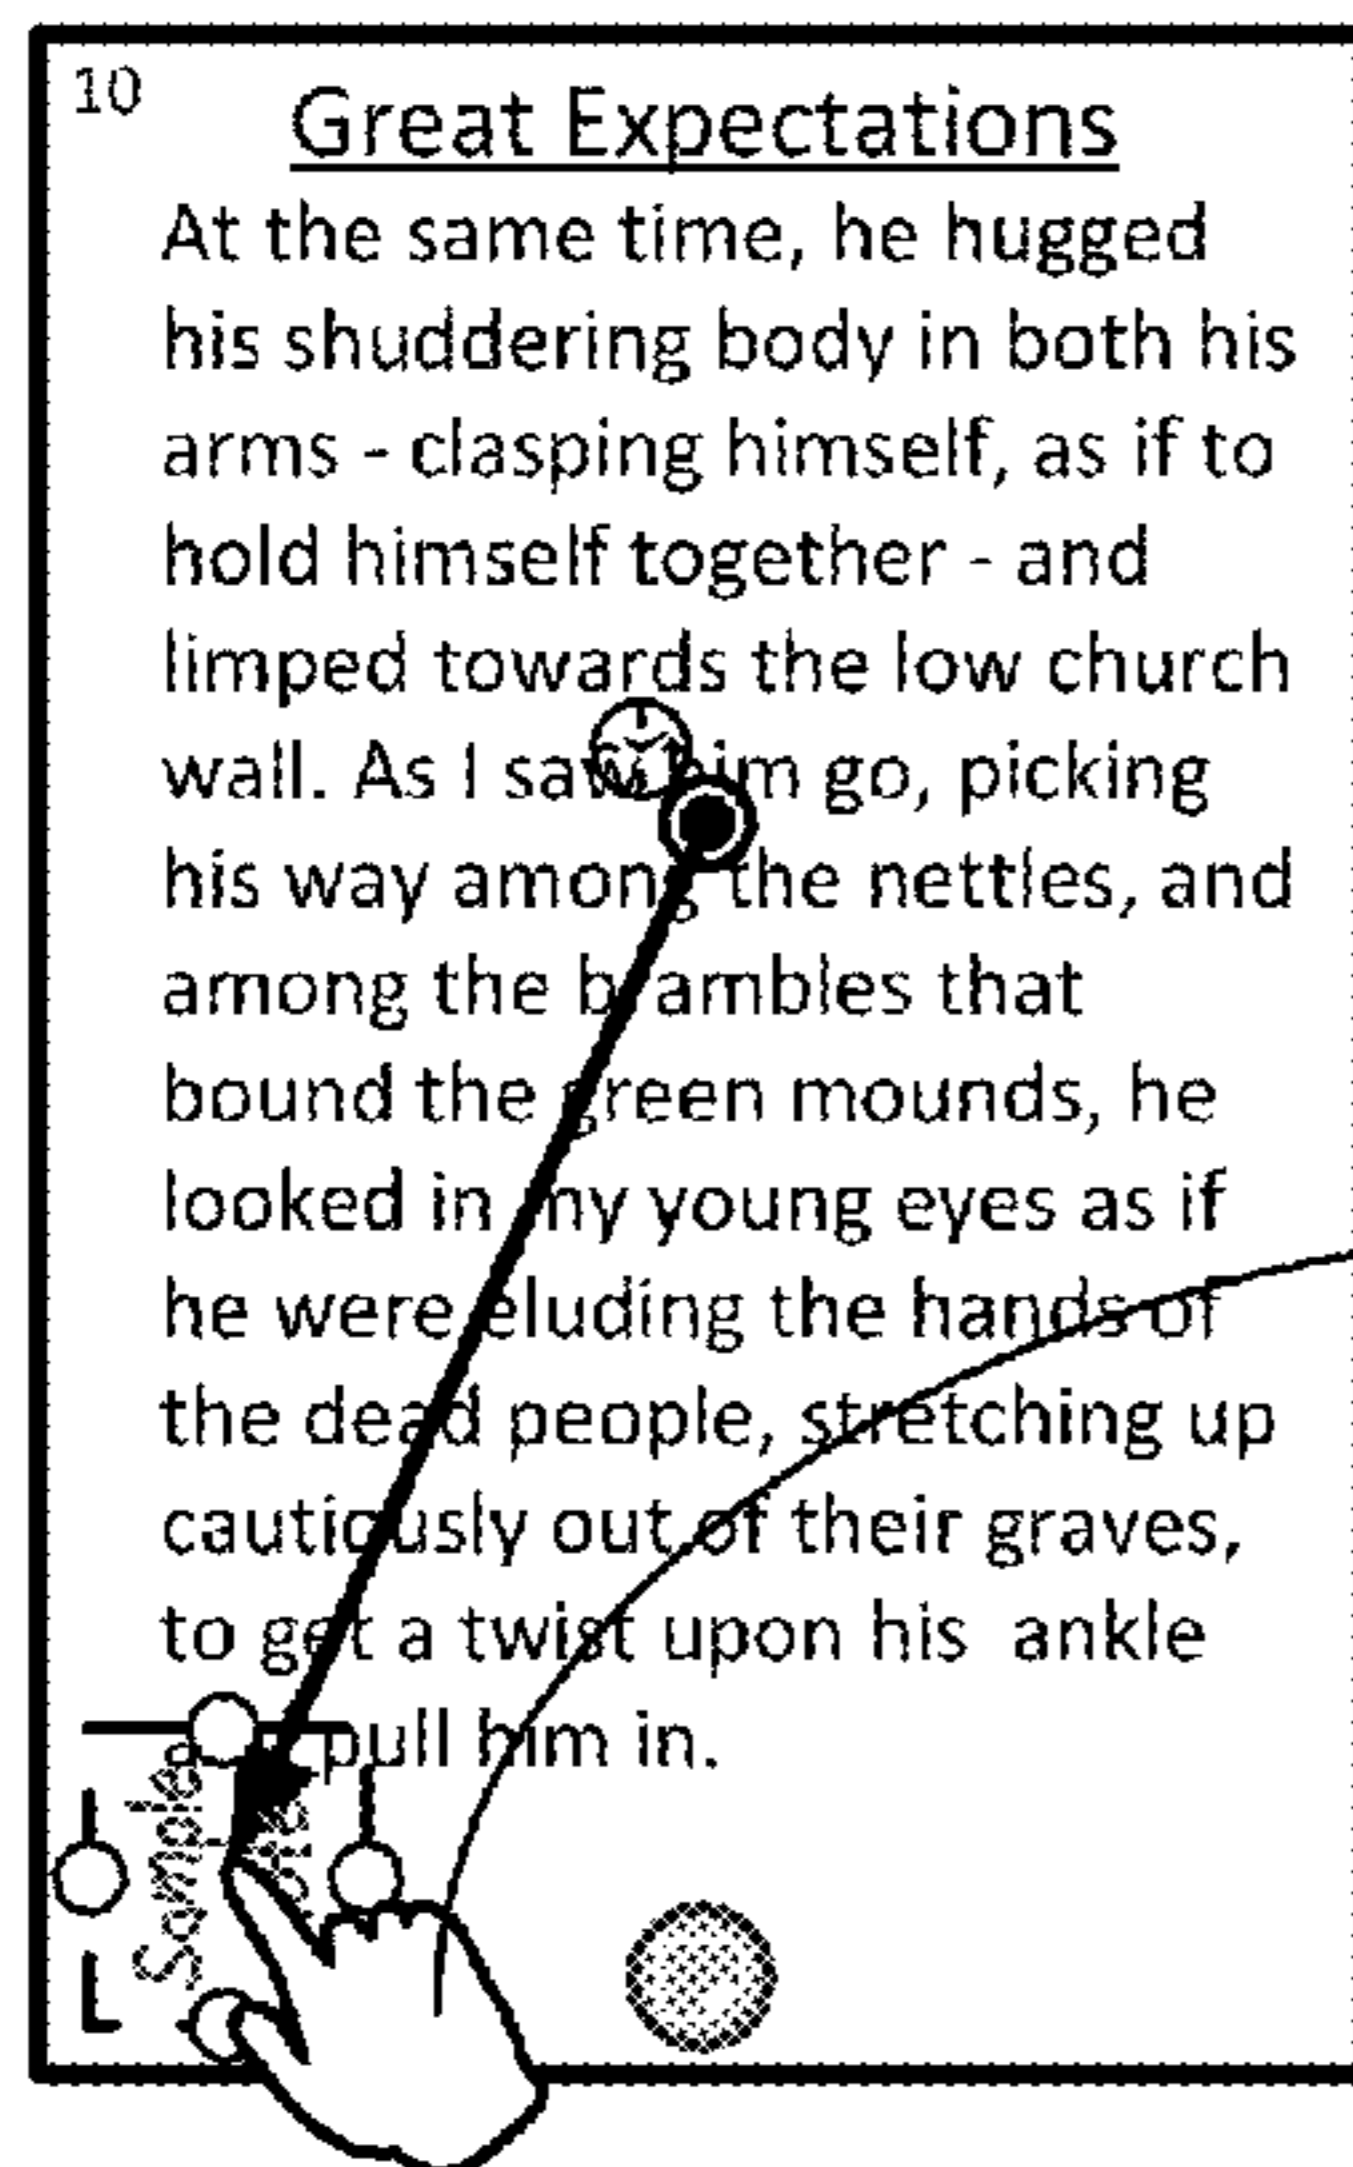 10
Great Expectations
At the same time, he hugged
his shuddering body in both his
arms - clasping himself, as if to
hold himself together - and
limped towards the low church
wall. As I saw him go, picking
his way among the nettles, and
among the brambles that
bound the green mounds, he
looked in my young eyes as if
he were eluding the hands of
the dead people, stretching up
cautiously out of their graves,
to get a twist upon his  ankle
pull him in.
Sample